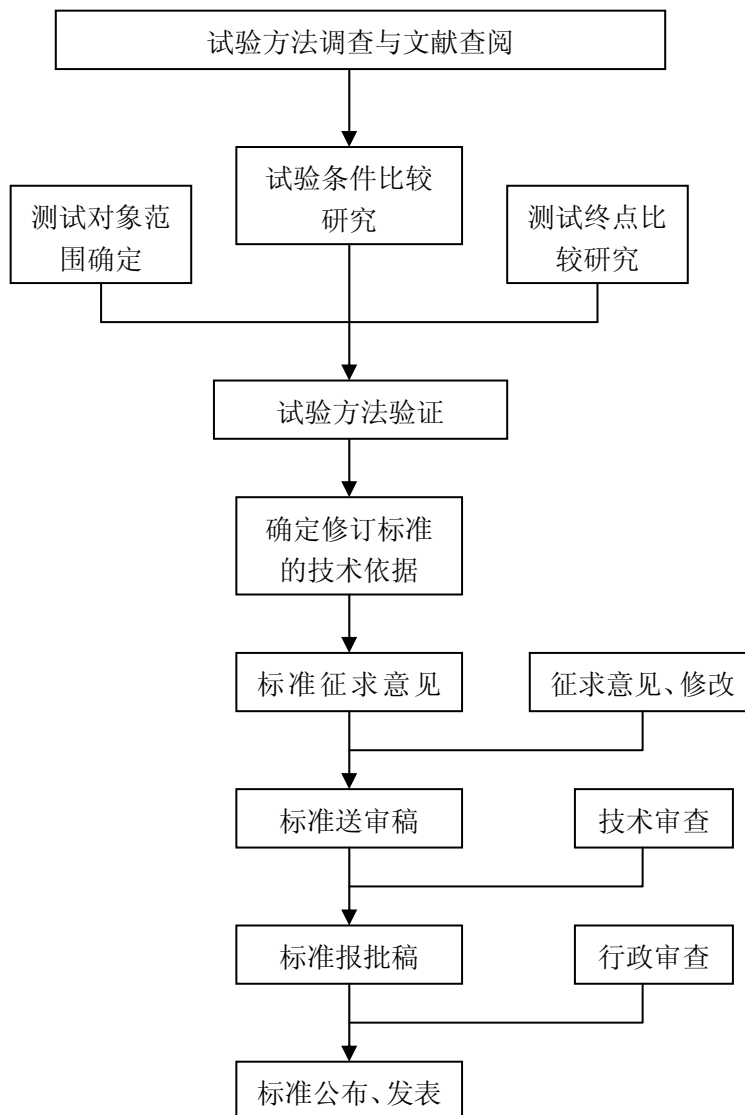 试验方法调查与文献查阅
试验条件比较
研究
测试对象范
围确定
测试终点比
较研究
试验方法验证
确定修订标准
的技术依据
标准征求意见
征求意见、修改
标准送审稿
技术审查
标准报批稿
行政审查
标准公布、发表